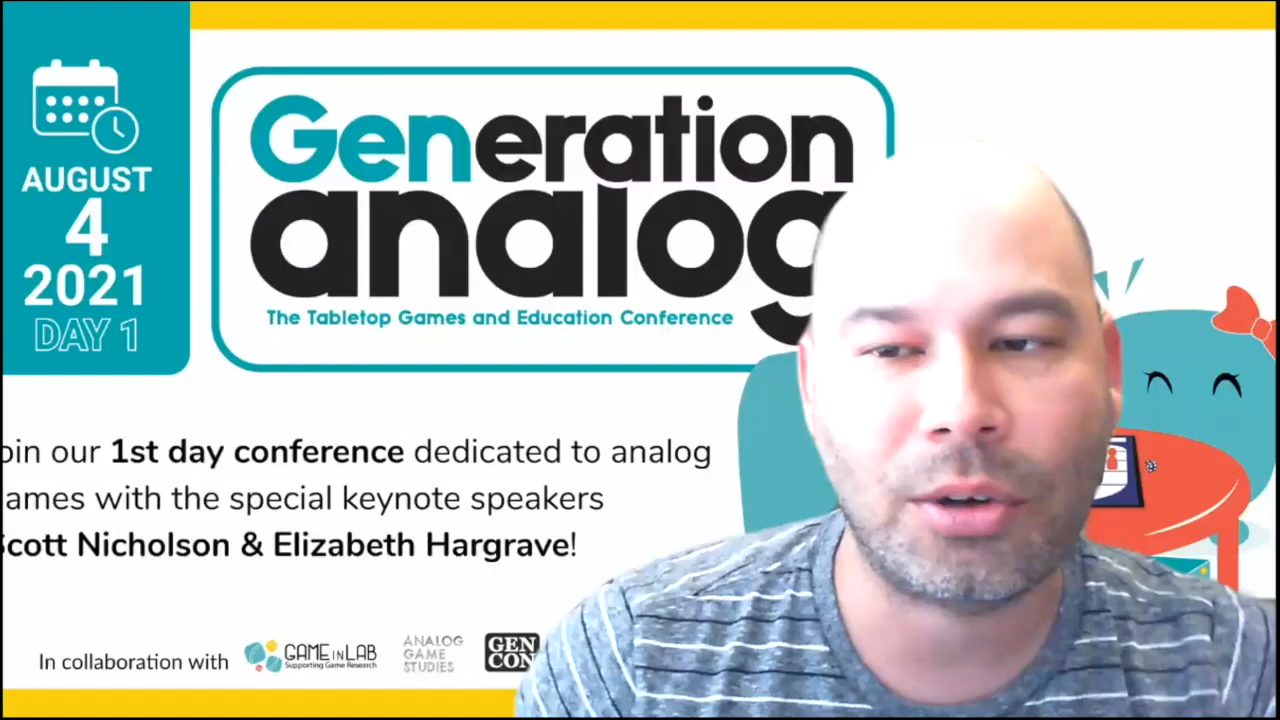 AUGUST
4
2021
DAY 1
Generation
analog
The Tabletop Games and Education Conference
oin our 1st day conference dedicated to analog
ames with the special keynote speakers
Scott Nicholson & Elizabeth Hargrave!
In collaboration with
GAME IN LAB
Supporting Game Research
ANALOG
GAME
STUDIES
GEN
CON